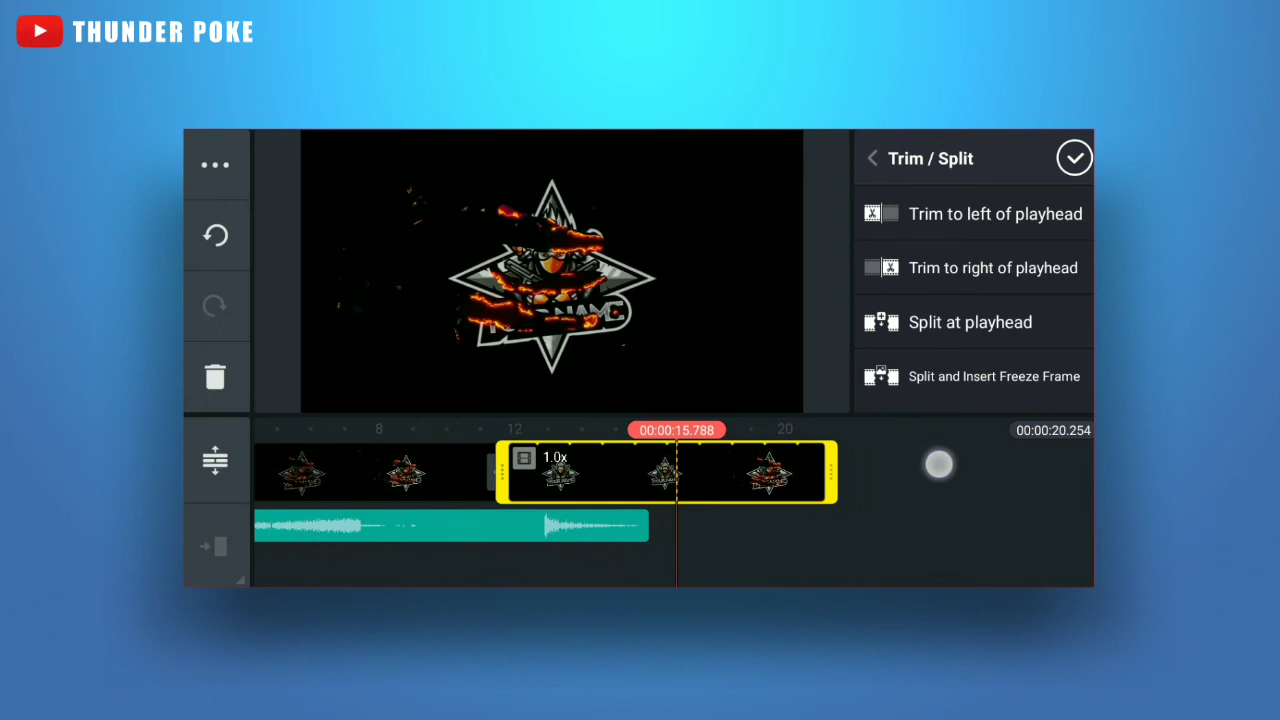 THUNDER POKE
Trim / Split
Trim to left of playhead
Trim to right of playhead
Split at playhead
Split and Insert Freeze Frame
8
12
00:00:15.788
20
00:00:20.254
1.0x